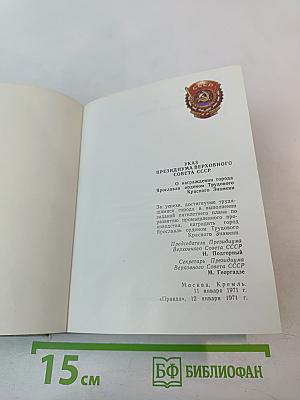 СССР
УКАЗ
ПРЕЗИДИУМА ВЕРХОВНОГО
СОВЕТА СССР
О награждении города
Ярославля орденом Трудового
Красного Знамени
За успехи, достигнутые трудя-
щимися города в выполнении
заданий пятилетнего плана по
развитию промышленного про-
изводства, наградить город
Ярославль орденом Трудового
Красного Знамени.
Председатель Президиума
Верховного Совета СССР
Н. Подгорный
Секретарь Президиума
Верховного Совета СССР
М. Георгадзе
Москва, Кремль.
11 января 1971 г.
«Правда», 12 января 1971 г.
15 см
БФ БИБЛИОФАН